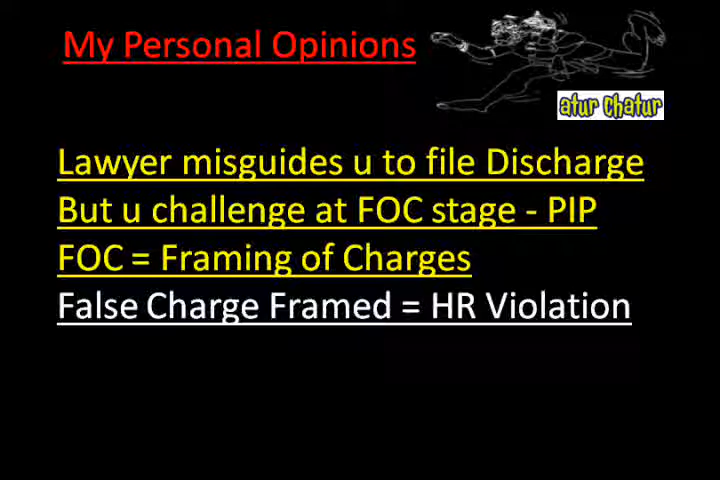 My Personal Opinions
atur chatur
Lawyer misguides u to file Discharge
But u challenge at FOC stage - PIP
FOC = Framing of Charges
False Charge Framed = HR Violation